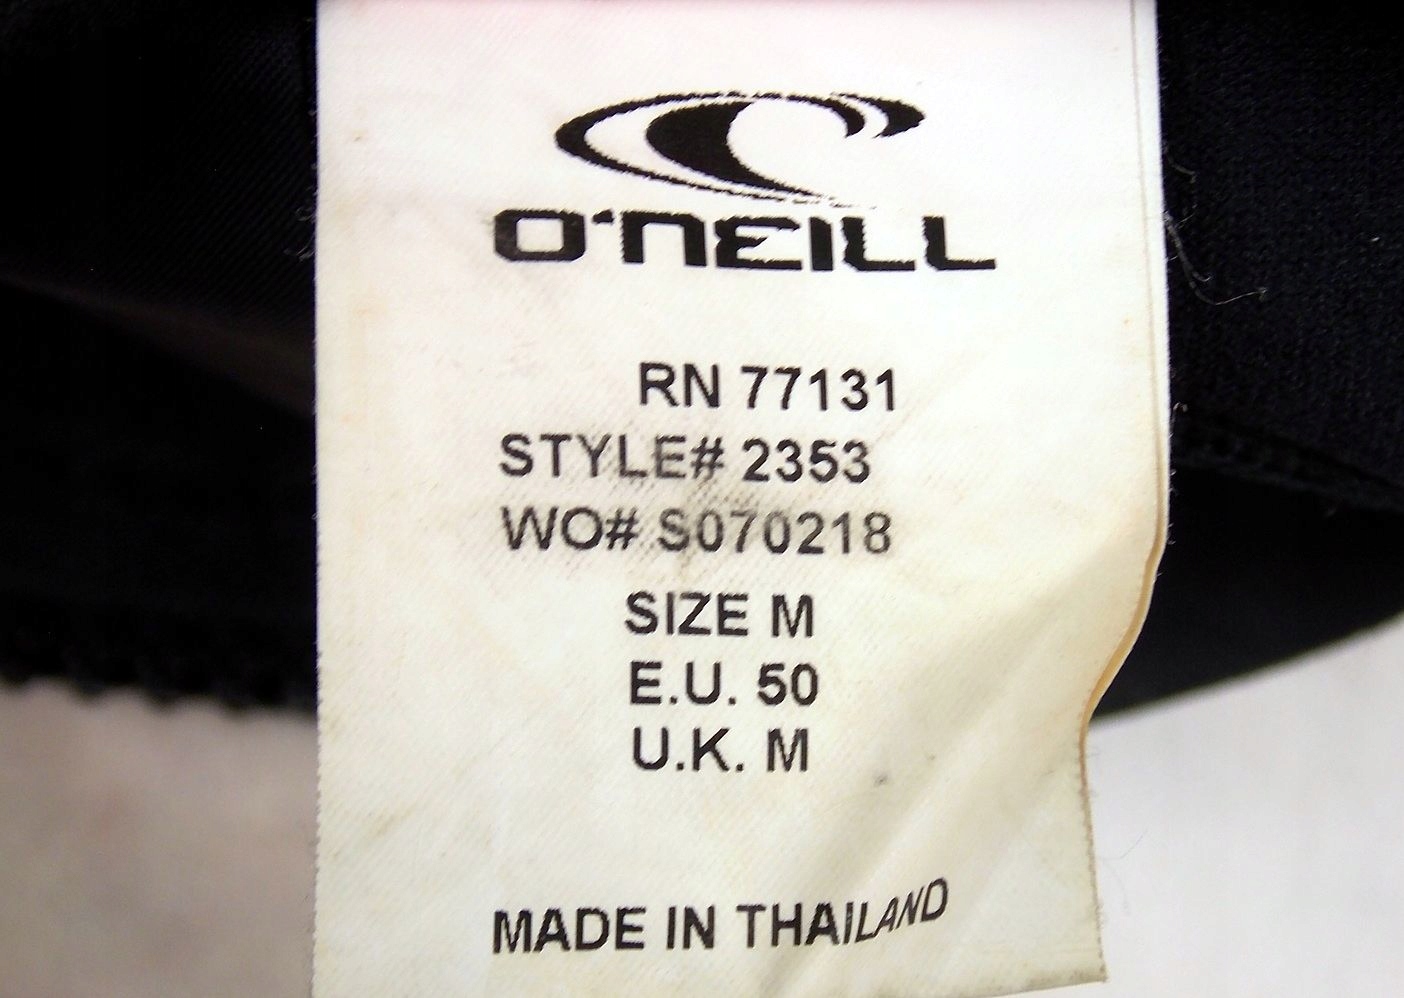 O'NEILL
RN 77131
STYLE# 2353
WO# S070218
SIZE M
E.U. 50
U.K. M
MADE IN THAILAND